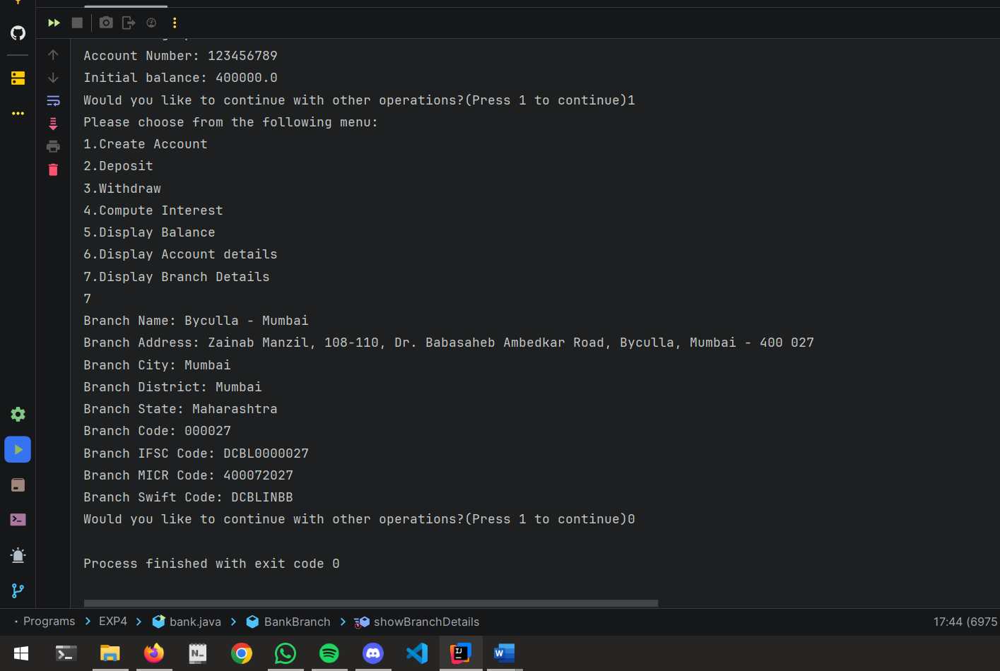 Account Number: 123456789
Initial balance: 400000.0
Would you like to continue with other operations?(Press 1 to continue)1
Please choose from the following menu:
1.Create Account
2.Deposit
3.Withdraw
4.Compute Interest
5.Display Balance
6.Display Account details
7.Display Branch Details
7
Branch Name: Byculla - Mumbai
Branch Address: Zainab Manzil, 108-110, Dr. Babasaheb Ambedkar Road, Byculla, Mumbai - 400 027
Branch City: Mumbai
Branch District: Mumbai
Branch State: Maharashtra
Branch Code: 000027
Branch IFSC Code: DCBL0000027
Branch MICR Code: 400072027
Branch Swift Code: DCBLINBB
Would you like to continue with other operations?(Press 1 to continue)0
Process finished with exit code 0
Programs > EXP4 > bank.java > BankBranch > showBranchDetails 17:44 (6975